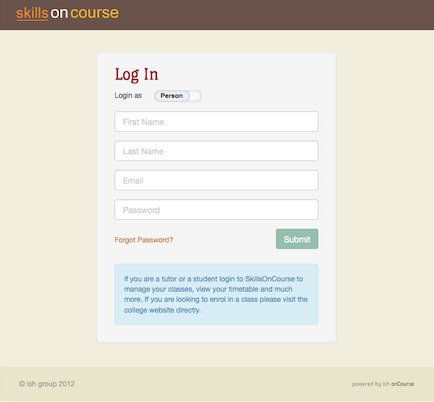 skills on course
Log In
Login as Person
First Name
Last Name
Email
Password
Forgot Password? Submit
If you are a tutor or a student login to SkillsOnCourse to
manage your classes, view your timetable and much
more. If you are looking to enrol in a class please visit the
college website directly.
© ish group 2012 powered by ish onCourse